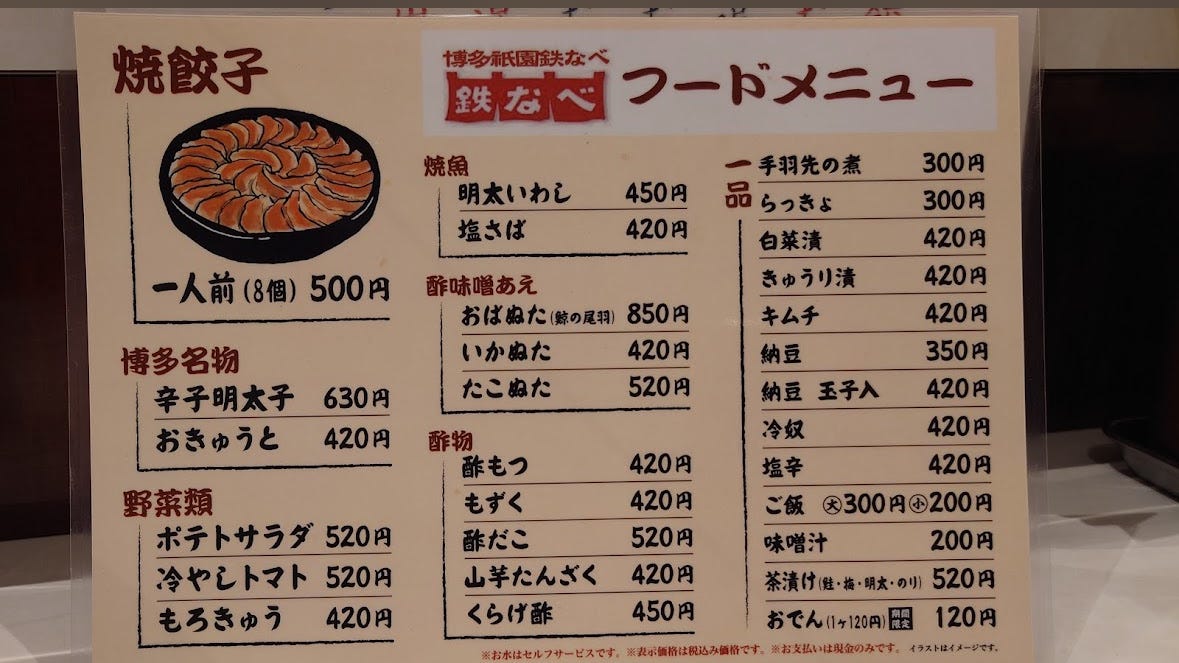 焼餃子
一人前(8個) 500円
博多名物
辛子明太子 630円
おきゅうと 420円
野菜類
ポテトサラダ 520円
冷やしトマト 520円
もろきゅう 420円
博多祇園鉄なべ
鉄なべ
フードメニュー
焼魚
明太いわし 450円
塩さば 420円
酢味噌あえ
おばぬた(鯨の尾羽) 850円
いかぬた 420円
たこぬた 520円
酢物
酢もつ 420円
もずく 420円
酢だこ 520円
山芋たんざく 420円
くらげ酢 450円
一品
手羽先の煮 300円
らっきょ 300円
白菜漬 420円
きゅうり漬 420円
キムチ 420円
納豆 350円
納豆 玉子入 420円
冷奴 420円
塩辛 420円
ご飯 ㊅300円㊋200円
味噌汁 200円
茶漬け(鮭・梅・明太・のり) 520円
おでん(1ヶ120円) 期間限定 120円
※お水はセルフサービスです。※表示価格は税込み価格です。※お支払いは現金のみです。 イラストはイメージです。